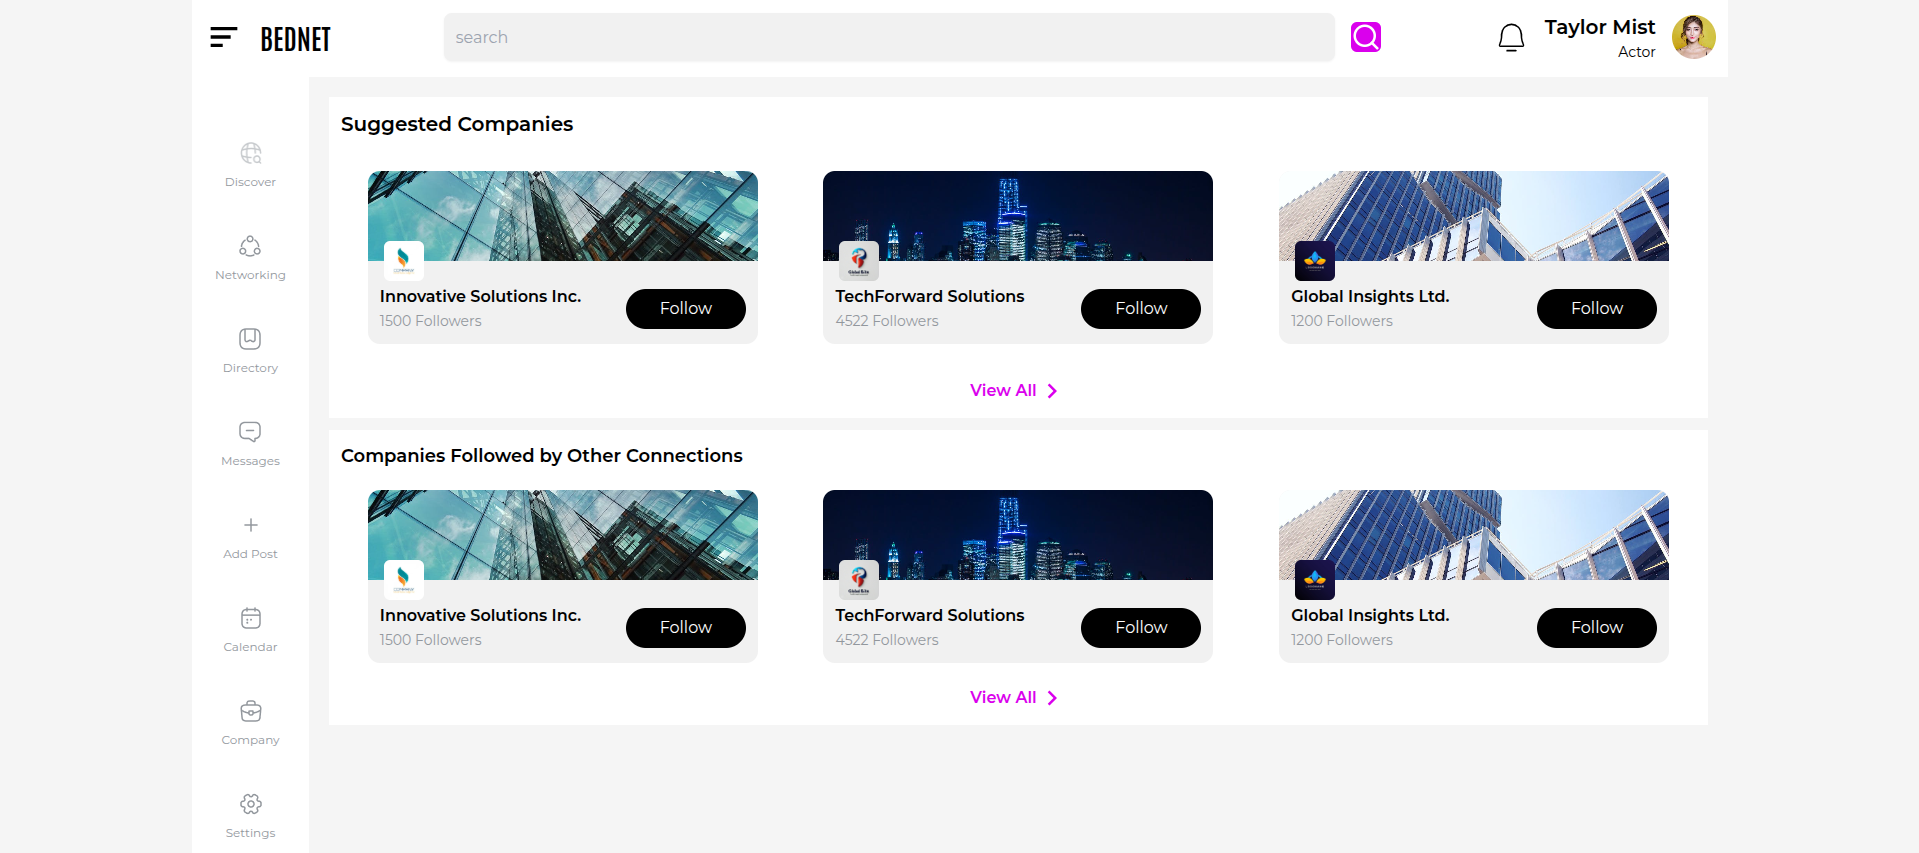 BEDNET
search
Taylor Mist
Actor
Discover
Networking
Directory
Messages
Add Post
Calendar
Company
Settings
Suggested Companies
Innovative Solutions Inc.
1500 Followers
Follow
TechForward Solutions
4522 Followers
Follow
Global Insights Ltd.
1200 Followers
Follow
View All
Companies Followed by Other Connections
Innovative Solutions Inc.
1500 Followers
Follow
TechForward Solutions
4522 Followers
Follow
Global Insights Ltd.
1200 Followers
Follow
View All